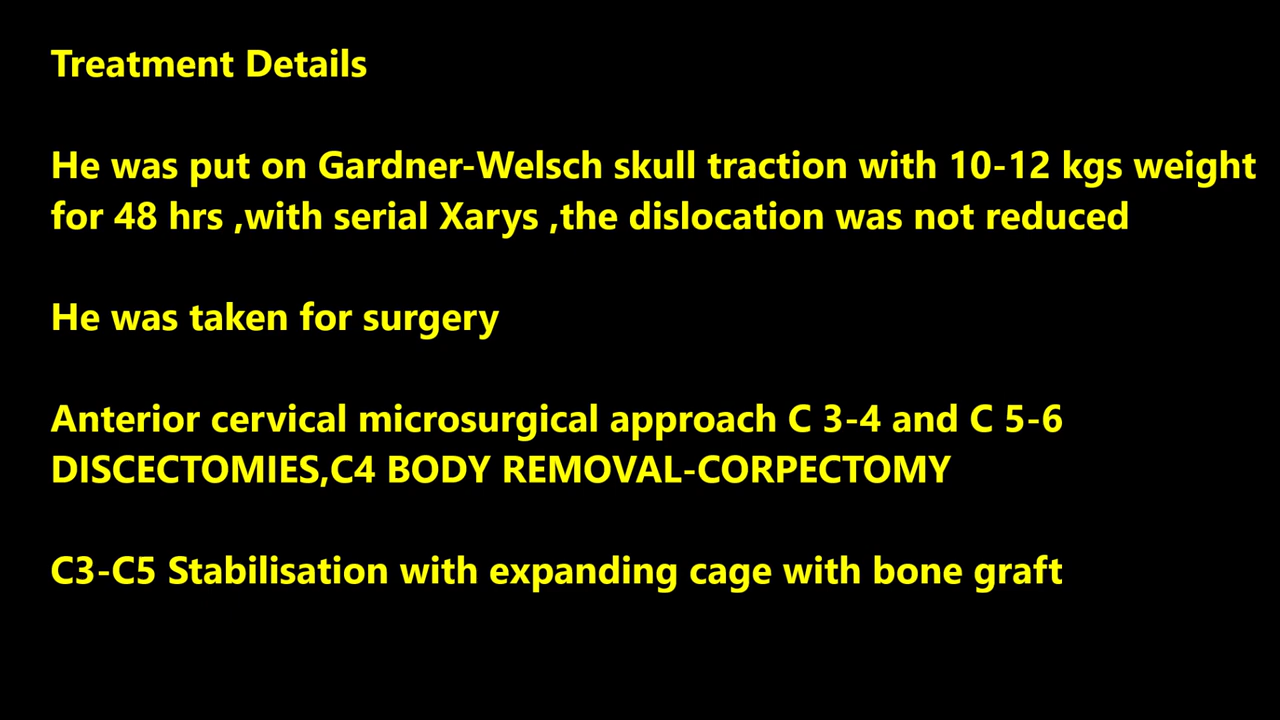 Treatment Details
He was put on Gardner-Welsch skull traction with 10-12 kgs weight
for 48 hrs ,with serial Xarys ,the dislocation was not reduced
He was taken for surgery
Anterior cervical microsurgical approach C 3-4 and C 5-6
DISCECTOMIES,C4 BODY REMOVAL-CORPECTOMY
C3-C5 Stabilisation with expanding cage with bone graft